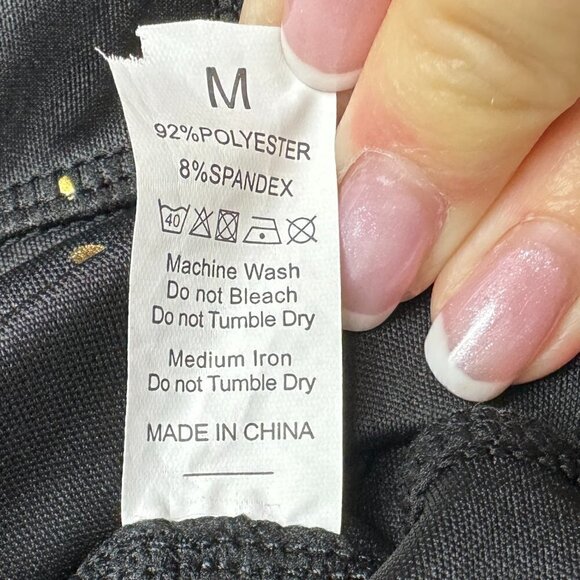 M
92%POLYESTER
8%SPANDEX
40
Machine Wash
Do not Bleach
Do not Tumble Dry
Medium Iron
Do not Tumble Dry
MADE IN CHINA